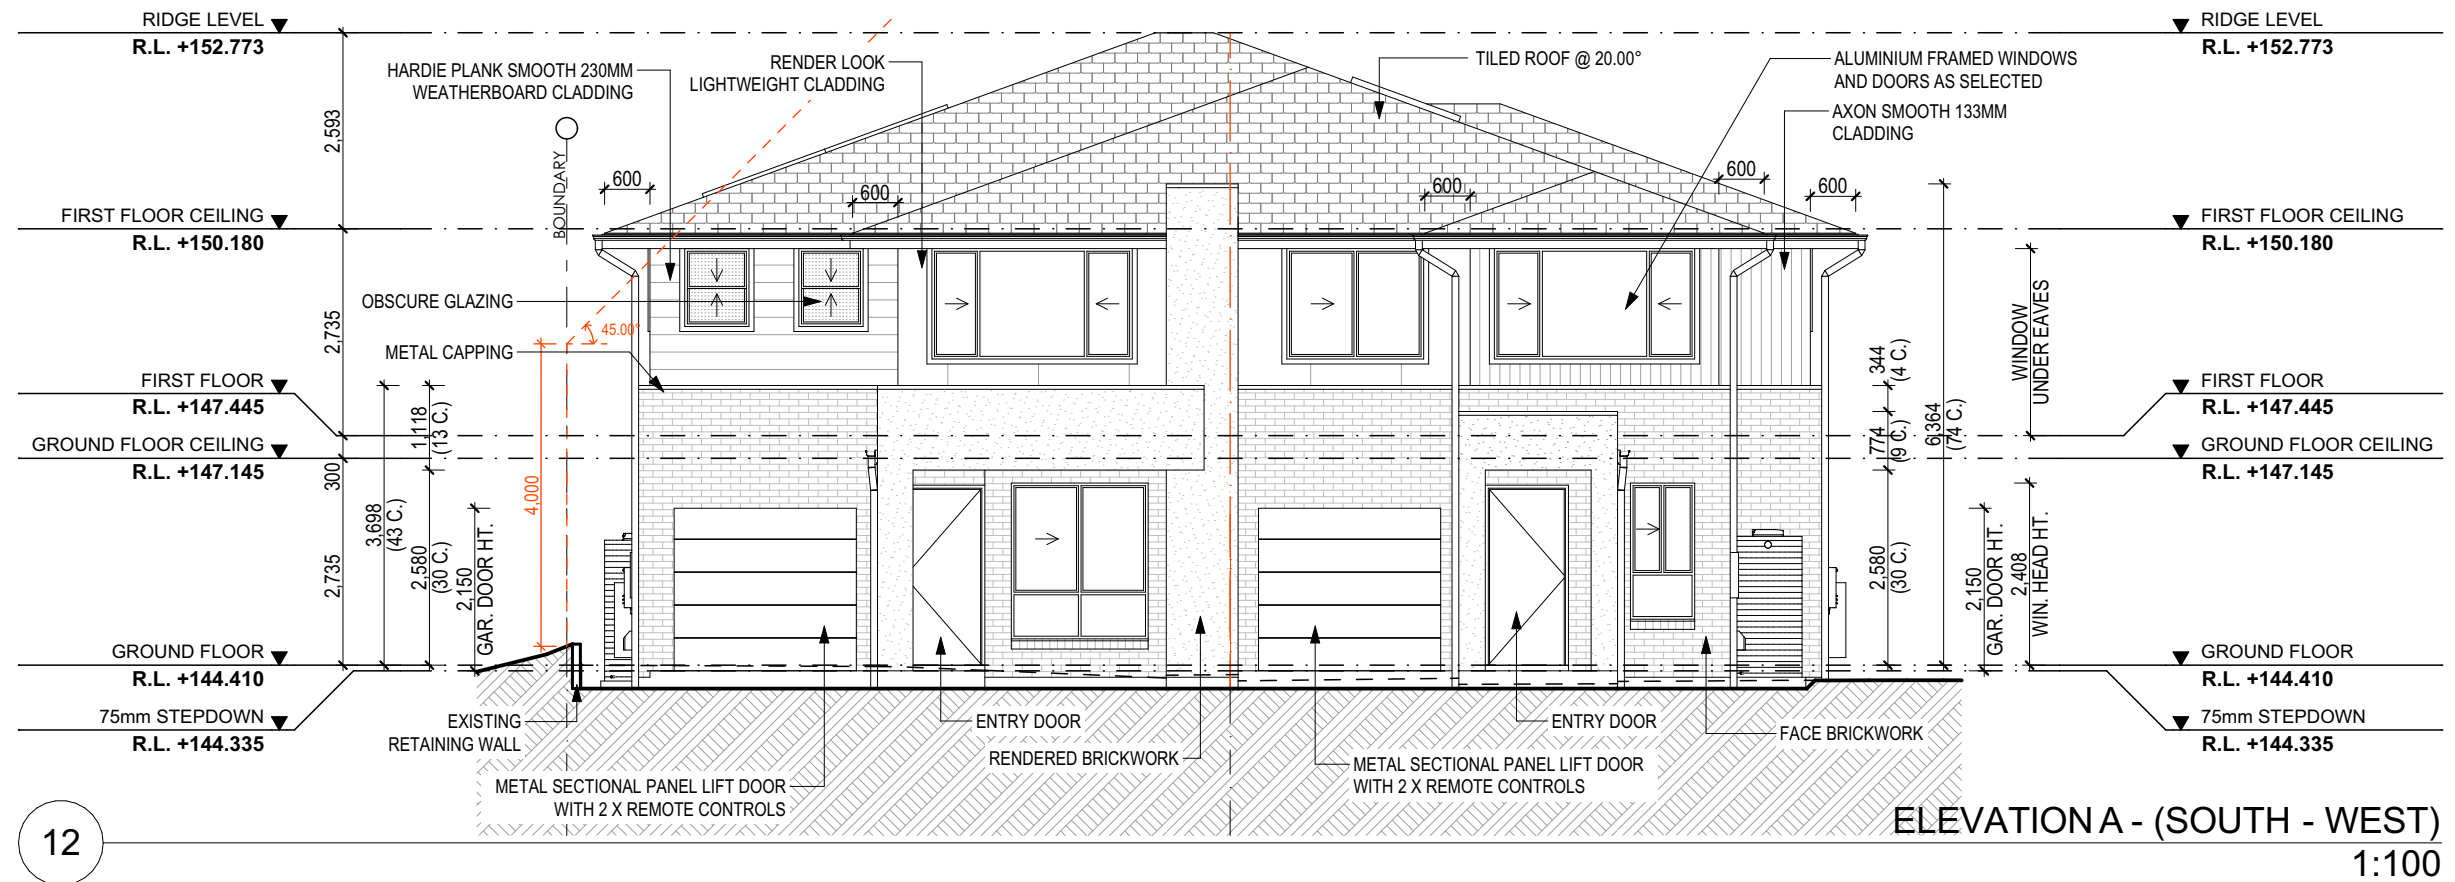 RIDGE LEVEL
R.L. +152.773
FIRST FLOOR CEILING
R.L. +150.180
FIRST FLOOR
R.L. +147.445
GROUND FLOOR CEILING
R.L. +147.145
GROUND FLOOR
R.L. +144.410
75mm STEPDOWN
R.L. +144.335
2,593
2,735
300
2,735
3,698
(43 C.)
1,118
(13 C.)
2,580
(30 C.)
2,150
GAR. DOOR HT.
4,000
45.00°
BOUNDARY
HARDIE PLANK SMOOTH 230MM
WEATHERBOARD CLADDING
RENDER LOOK
LIGHTWEIGHT CLADDING
TILED ROOF @ 20.00°
ALUMINIUM FRAMED WINDOWS
AND DOORS AS SELECTED
AXON SMOOTH 133MM
CLADDING
600
600
600
600
600
OBSCURE GLAZING
METAL CAPPING
EXISTING
RETAINING WALL
METAL SECTIONAL PANEL LIFT DOOR
WITH 2 X REMOTE CONTROLS
ENTRY DOOR
RENDERED BRICKWORK
METAL SECTIONAL PANEL LIFT DOOR
WITH 2 X REMOTE CONTROLS
ENTRY DOOR
FACE BRICKWORK
344
(4 C.)
774
(9 C.)
2,580
(30 C.)
6,364
(74 C.)
2,150
GAR. DOOR HT.
WINDOW
UNDER EAVES
2,408
WIN. HEAD HT.
RIDGE LEVEL
R.L. +152.773
FIRST FLOOR CEILING
R.L. +150.180
FIRST FLOOR
R.L. +147.445
GROUND FLOOR CEILING
R.L. +147.145
GROUND FLOOR
R.L. +144.410
75mm STEPDOWN
R.L. +144.335
12
ELEVATION A - (SOUTH - WEST)
1:100